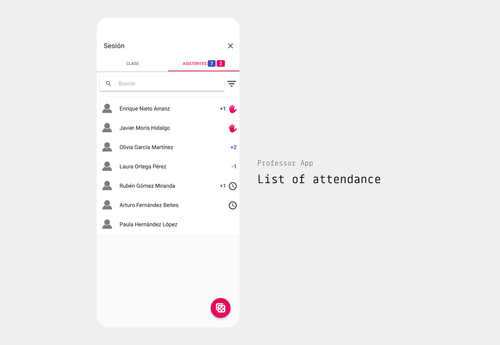 Sesión
CLASE
ASISTENTES 7 2
Buscar
Enrique Nieto Arranz +1
Javier Morís Hidalgo
Olivia García Martínez +2
Laura Ortega Pérez -1
Rubén Gómez Miranda +1
Arturo Fernández Beites
Paula Hernández López
Professor App
List of attendance